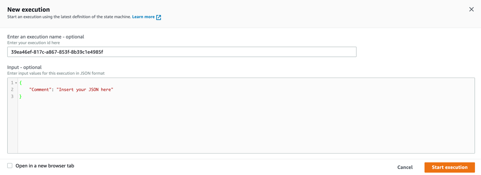 New execution
Start an execution using the latest definition of the state machine. Learn more
Enter an execution name - optional
Enter your execution id here
39ea46ef-817c-a867-853f-8b39c1e4985f
Input - optional
Enter input values for this execution in JSON format
1 {
2 "Comment": "Insert your JSON here"
3 }
Open in a new browser tab
Cancel
Start execution